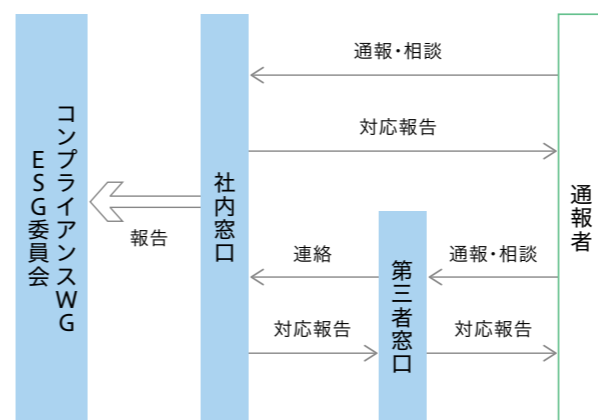 コンプライアンスWG
ESG委員会
報告
社内窓口
通報・相談
対応報告
連絡
対応報告
第三者窓口
通報・相談
対応報告
通報者